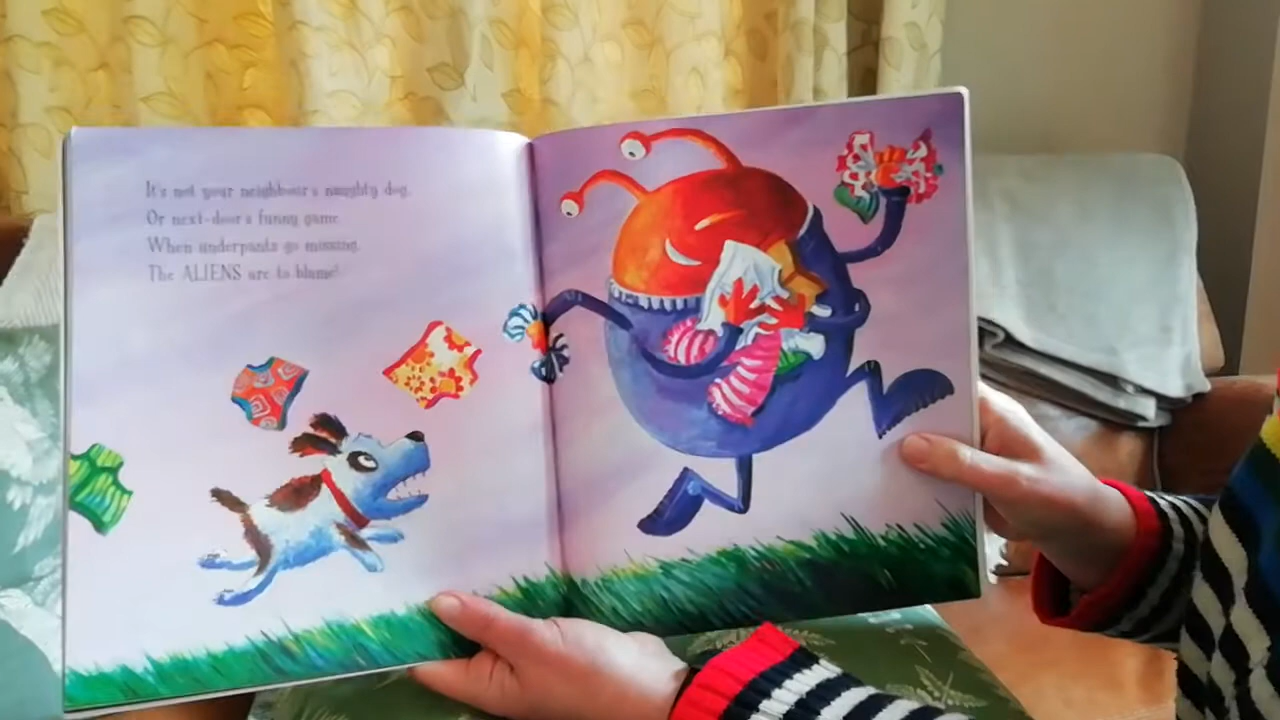 It's not your neighbour's naughty dog,
Or next-door's funny game.
When underpants go missing,
The ALIENS are to blame!